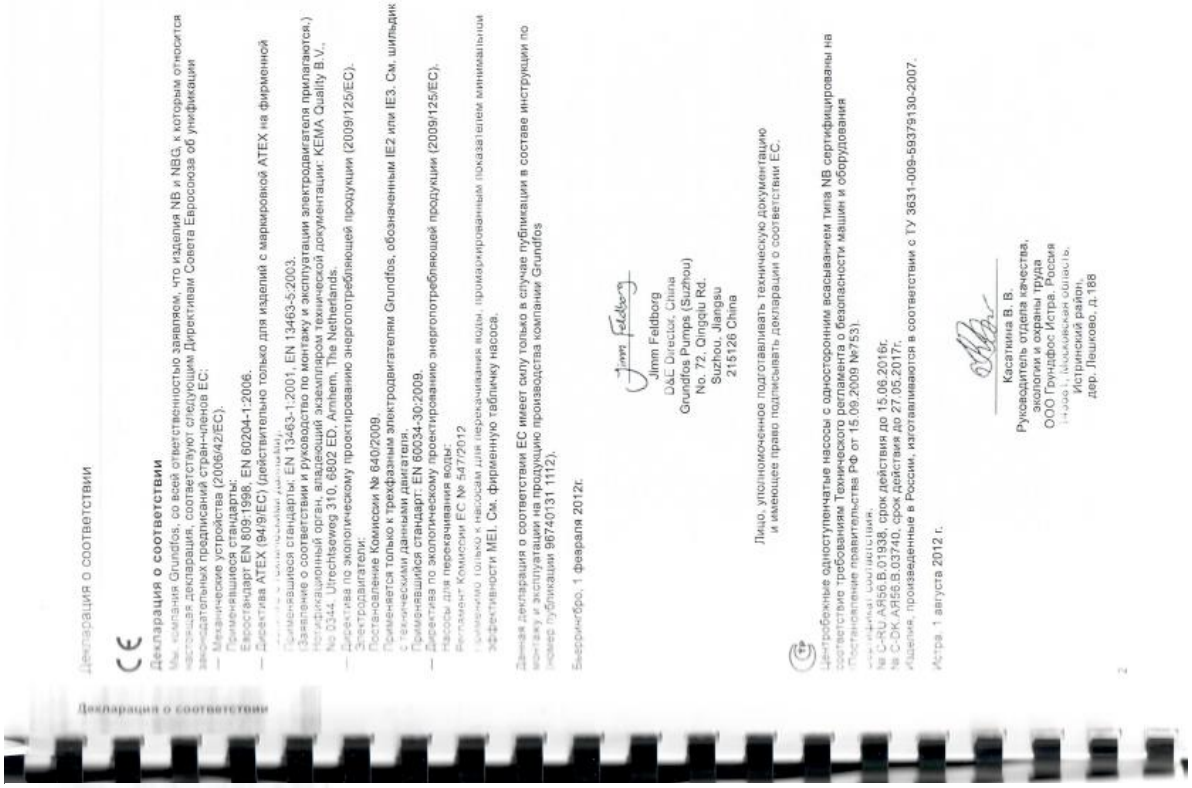 Декларация о соответствии
CE
Декларация о соответствии
Мы, компания Grundfos, со всей ответственностью заявляем, что изделия NB и NBG, к которым относится
настоящая декларация, соответствуют следующим Директивам Совета Евросоюза об унификации
законодательных предписаний стран-членов ЕС:
— Механические устройства (2006/42/EC).
Применявшиеся стандарты:
Евростандарт EN 809:1998, EN 60204-1:2006.
— Директива ATEX (94/9/EC) (действительно только для изделий с маркировкой ATEX на фирменной
Применявшиеся стандарты: EN 13463-1:2001, EN 13463-5:2003.
(Заявление о соответствии и руководство по монтажу и эксплуатации электродвигателя прилагаются.)
Нотификационный орган, владеющий экземпляром технической документации: KEMA Quality B.V.,
No 0344. Utrechtseweg 310, 6802 ED, Arnhem, The Netherlands.
— Директива по экологическому проектированию энергопотребляющей продукции (2009/125/EC).
Электродвигатели:
Постановление Комиссии № 640/2009.
Применяется только к трехфазным электродвигателям Grundfos, обозначенным IE2 или IE3. См. шильдик
с техническими данными двигателя.
Применявшийся стандарт: EN 60034-30:2009.
— Директива по экологическому проектированию энергопотребляющей продукции (2009/125/EC).
Насосы для перекачивания воды:
Регламент Комиссии ЕС № 547/2012
применимо только к насосам для перекачивания воды, промаркированным показателем минимальной
эффективности MEI. См. фирменную табличку насоса.
Данная декларация о соответствии ЕС имеет силу только в случае публикации в составе инструкции по
монтажу и эксплуатации на продукцию производства компании Grundfos
(номер публикации 96740131 1112).
Бьеррингбро, 1 февраля 2012г.
Jimm Feldborg
Jimm Feldborg
D&E Director, China
Grundfos Pumps (Suzhou)
No. 72, Qingqiu Rd.
Suzhou, Jiangsu
215126 China
Лицо, уполномоченное подготавливать техническую документацию
и имеющее право подписывать декларации о соответствии ЕС.
Центробежные одноступенчатые насосы с односторонним всасыванием типа NB сертифицированы на
соответствие требованиям Технического регламента о безопасности машин и оборудования
(Постановление правительства РФ от 15.09.2009 №753).
Сертификат соответствия:
№ C-RU.АЯ56.В.01938, срок действия до 15.06.2016г.
№ C-DK.АЯ56.В.03740, срок действия до 27.05.2017г.
Изделия, произведенные в России, изготавливаются в соответствии с ТУ 3631-009-59379130-2007.
Истра, 1 августа 2012 г.
Касаткина В. В.
Руководитель отдела качества,
экологии и охраны труда
ООО Грундфос Истра, Россия
Московская область,
Истринский район,
дер. Лешково, д.188
2
Декларация о соответствии